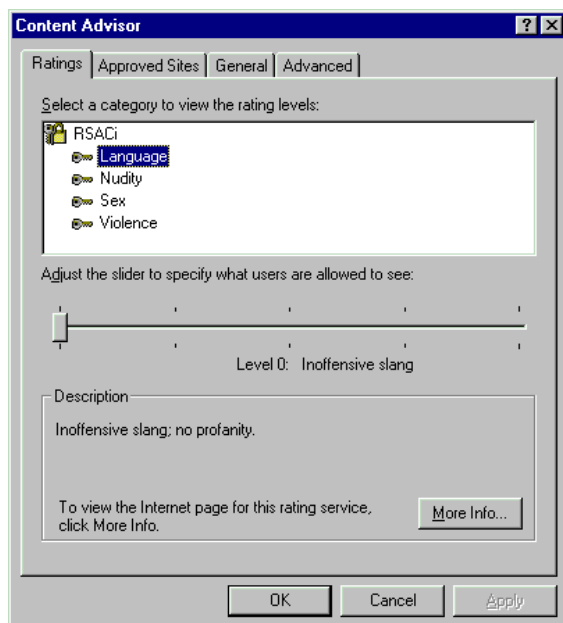 Content Advisor
Ratings Approved Sites General Advanced
Select a category to view the rating levels:
RSACi
Language
Nudity
Sex
Violence
Adjust the slider to specify what users are allowed to see:
Level 0: Inoffensive slang
Description
Inoffensive slang; no profanity.
To view the Internet page for this rating service,
click More Info.
More Info...
OK Cancel Apply